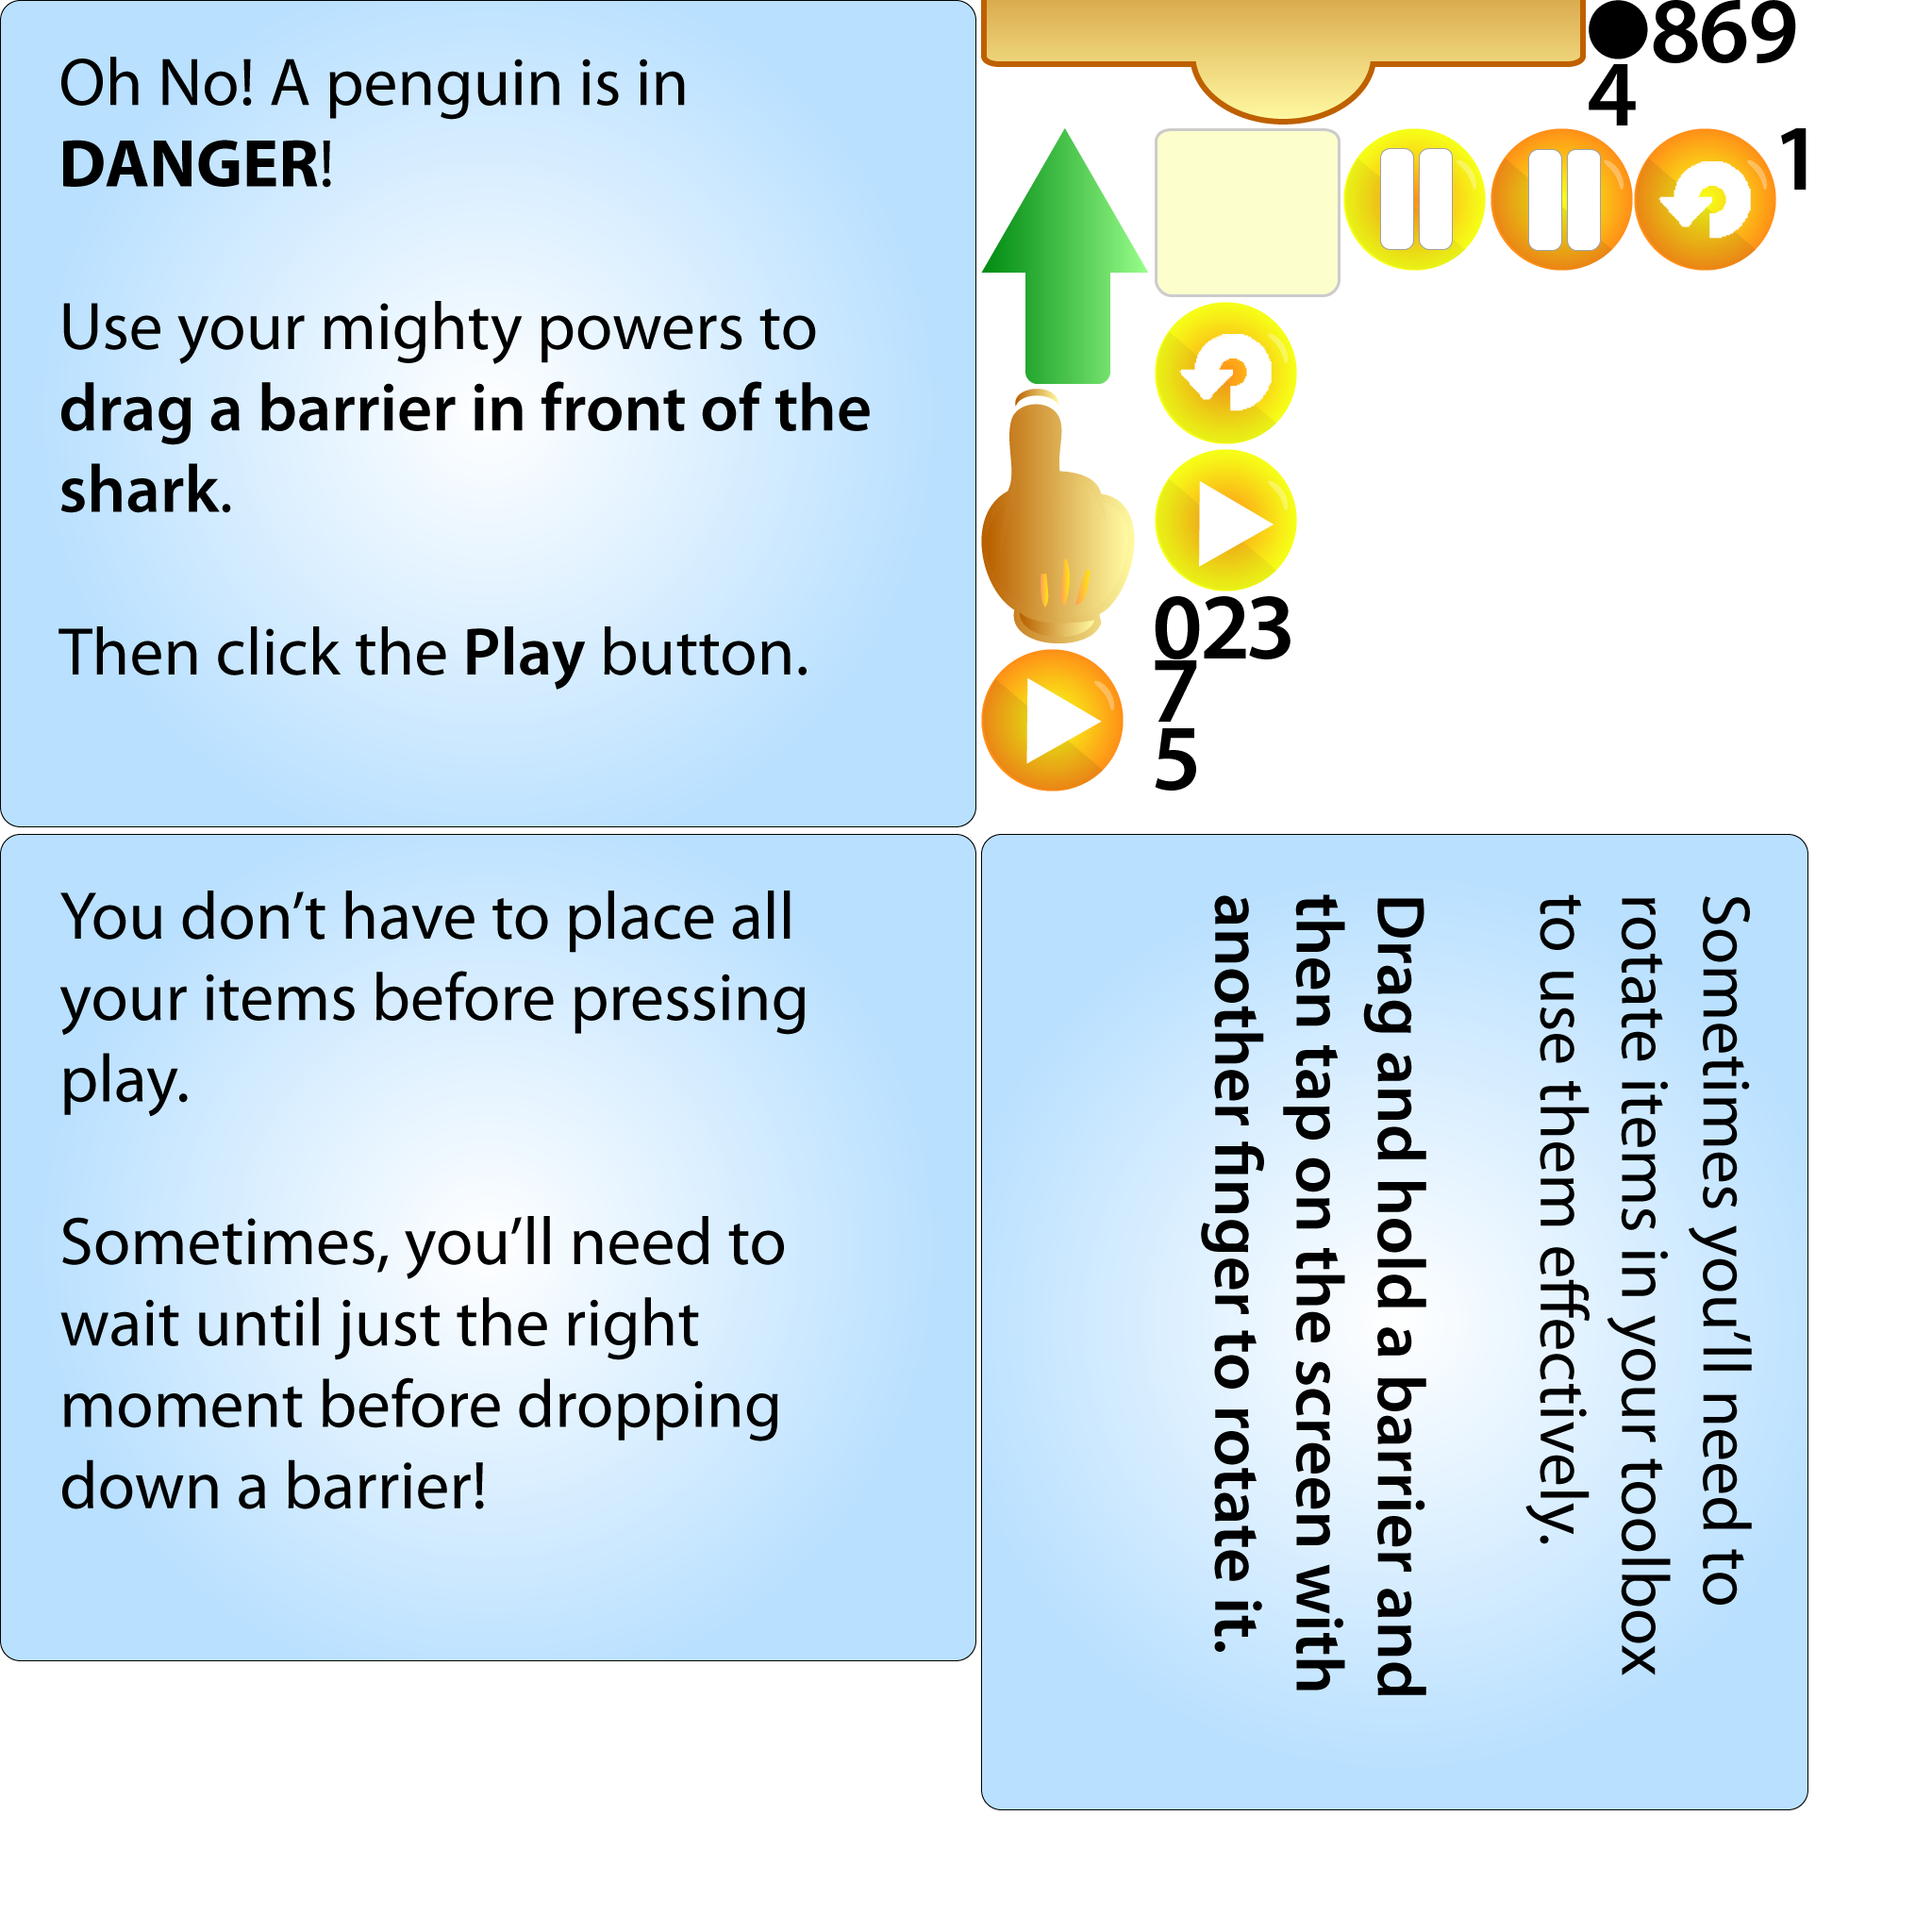 Oh No! A penguin is in
DANGER!
Use your mighty powers to
drag a barrier in front of the
shark.
Then click the Play button.
869
4
1
023
7
5
You don’t have to place all
your items before pressing
play.
Sometimes, you’ll need to
wait until just the right
moment before dropping
down a barrier!
Sometimes you’ll need to
rotate items in your toolbox
to use them effectively.
Drag and hold a barrier and
then tap on the screen with
another finger to rotate it.